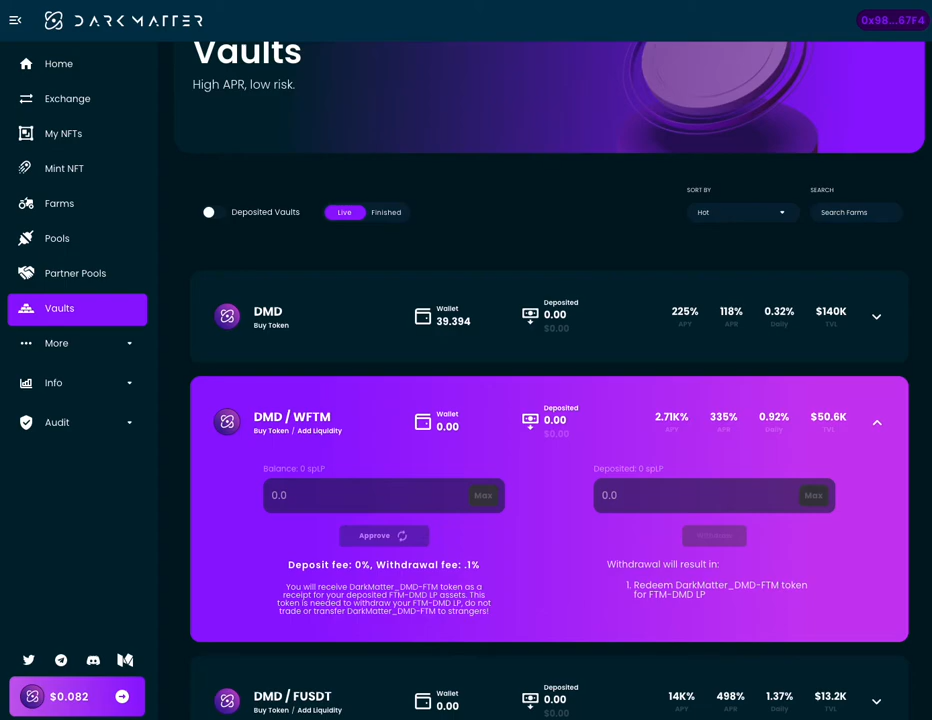 DARK MATTER
0x98...67F4
Home
Exchange
My NFTs
Mint NFT
Farms
Pools
Partner Pools
Vaults
More
Info
Audit
$0.082
Vaults
High APR, low risk.
Deposited Vaults
Live
Finished
SORT BY
Hot
SEARCH
Search Farms
DMD
Buy Token
Wallet
39.394
Deposited
0.00
$0.00
225%
APY
118%
APR
0.32%
Daily
$140K
TVL
DMD / WFTM
Buy Token / Add Liquidity
Wallet
0.00
Deposited
0.00
$0.00
2.71K%
APY
335%
APR
0.92%
Daily
$50.6K
TVL
Balance: 0 spLP
0.0
Max
Approve
Deposit fee: 0%, Withdrawal fee: .1%
You will receive DarkMatter_DMD-FTM token as a
receipt for your deposited FTM-DMD LP assets. This
token is needed to withdraw your FTM-DMD LP, do not
trade or transfer DarkMatter_DMD-FTM to strangers!
Deposited: 0 spLP
0.0
Max
Withdraw
Withdrawal will result in:
1. Redeem DarkMatter_DMD-FTM token
for FTM-DMD LP
DMD / FUSDT
Buy Token / Add Liquidity
Wallet
0.00
Deposited
0.00
$0.00
14K%
APY
498%
APR
1.37%
Daily
$13.2K
TVL